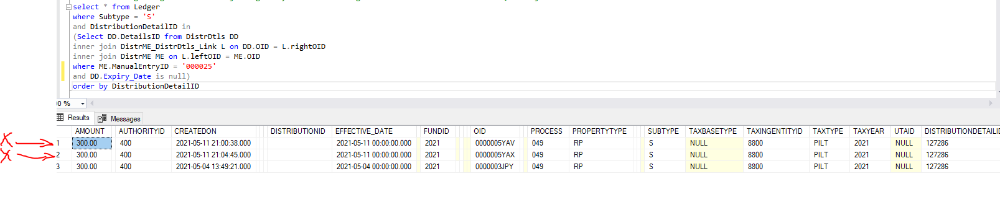 select * from Ledger
where Subtype = 'S'
and DistributionDetailID in
(Select DD.DetailsID from DistrDtls DD
inner join DistrME_DistrDtls_Link L on DD.OID = L.rightOID
inner join DistrME ME on L.leftOID = ME.OID
where ME.ManualEntryID = '000025'
and DD.Expiry_Date is null)
order by DistributionDetailID
00 %
Results Messages
AMOUNT AUTHORITYID CREATEDON DISTRIBUTIONID EFFECTIVE_DATE FUNDID OID PROCESS PROPERTYTYPE SUBTYPE TAXBASETYPE TAXINGENTITYID TAXTYPE TAXYEAR UTAID DISTRIBUTIONDETAILID
X 1 300.00 400 2021-05-11 21:00:38.000 2021-05-11 00:00:00.000 2021 0000005YAV 049 RP S NULL 8800 PILT 2021 NULL 127286
X 2 300.00 400 2021-05-11 21:04:45.000 2021-05-11 00:00:00.000 2021 0000005YAX 049 RP S NULL 8800 PILT 2021 NULL 127286
3 300.00 400 2021-05-04 13:49:21.000 2021-05-04 00:00:00.000 2021 0000003JPY 049 RP S NULL 8800 PILT 2021 NULL 127286